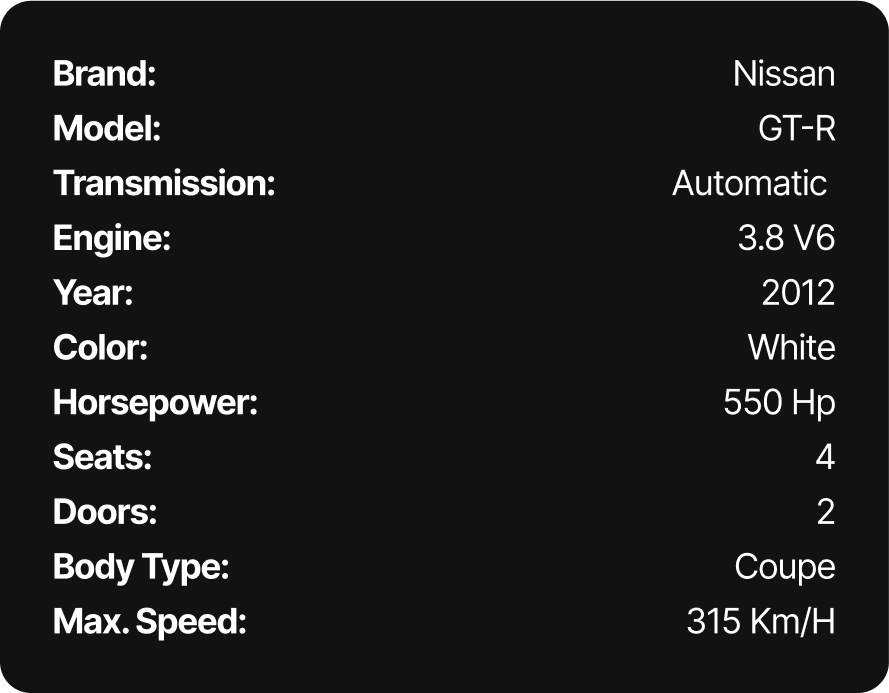 Brand: Nissan
Model: GT-R
Transmission: Automatic
Engine: 3.8 V6
Year: 2012
Color: White
Horsepower: 550 Hp
Seats: 4
Doors: 2
Body Type: Coupe
Max. Speed: 315 Km/H